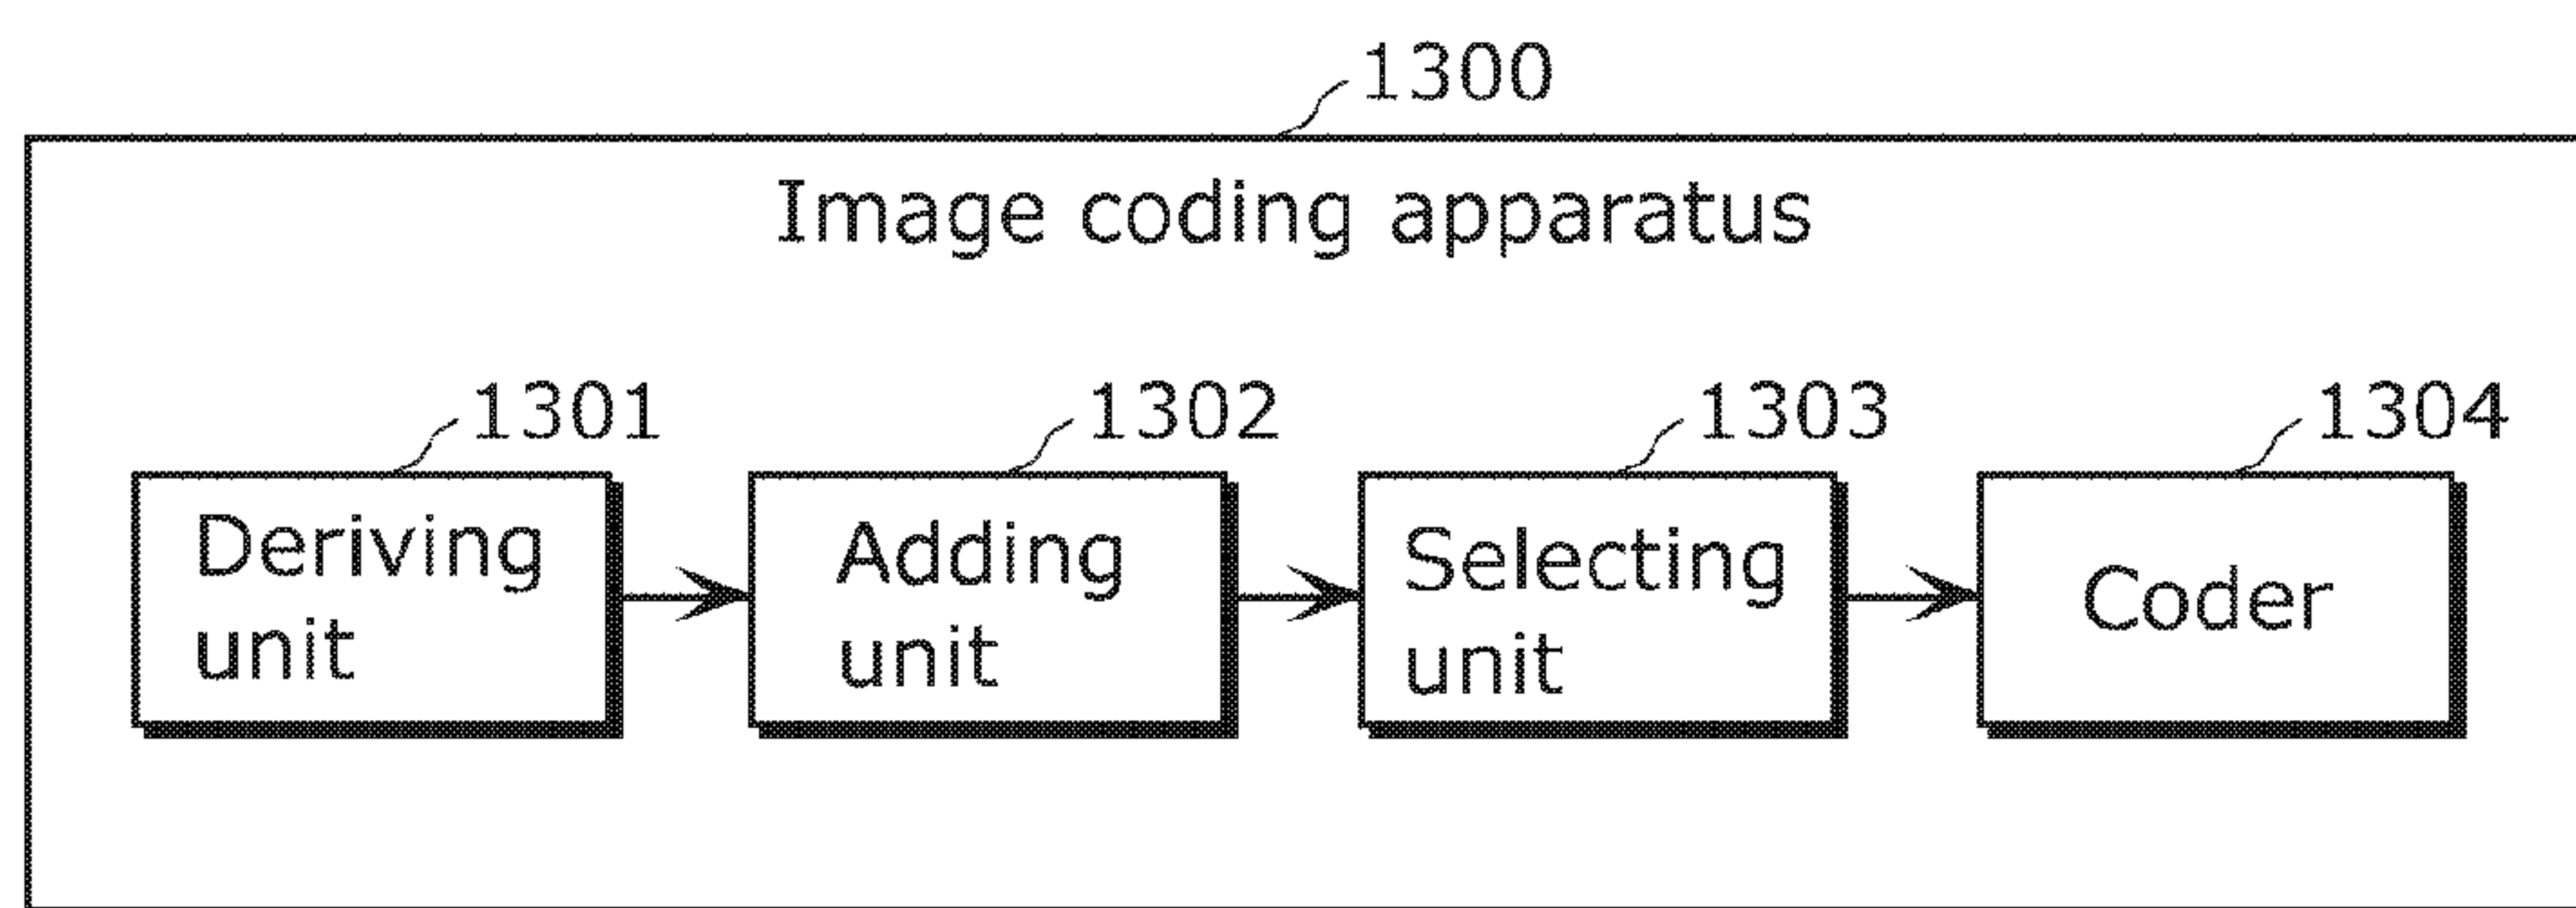 1300
Image coding apparatus
1301
1302
1303
1304
Deriving
unit
Adding
unit
Selecting
unit
Coder